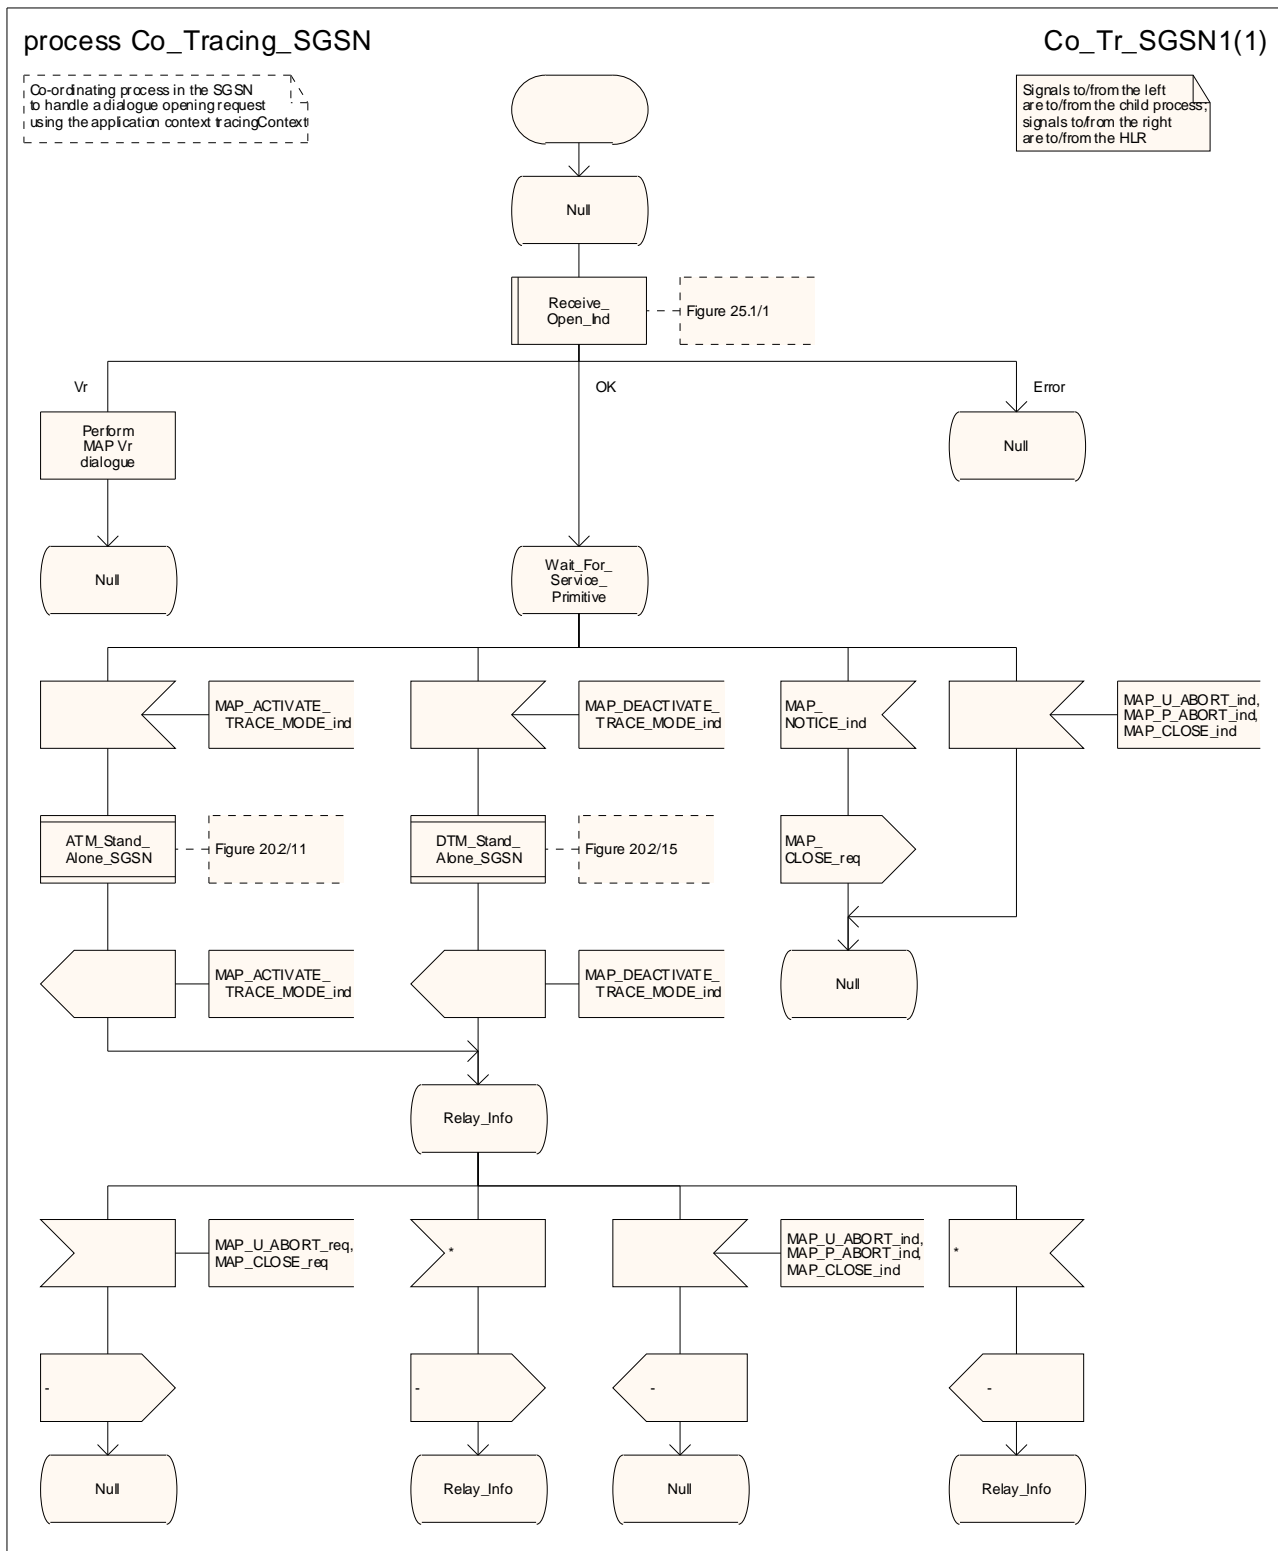 process Co_Tracing_SGSN
Co_Tr_SGSN1(1)
Co-ordinating process in the SGSN
to handle a dialogue opening request
using the application context tracingContext
Signals to/from the left
are to/from the child process;
signals to/from the right
are to/from the HLR
Null
Receive_
Open_Ind
Figure 25.1/1
Vr
OK
Error
Perform
MAP Vr
dialogue
Null
Null
Wait_For_
Service_
Primitive
MAP_ACTIVATE_
TRACE_MODE_ind
MAP_DEACTIVATE_
TRACE_MODE_ind
MAP_
NOTICE_ind
MAP_U_ABORT_ind,
MAP_P_ABORT_ind,
MAP_CLOSE_ind
ATM_Stand_
Alone_SGSN
Figure 20.2/11
DTM_Stand_
Alone_SGSN
Figure 20.2/15
MAP_
CLOSE_req
MAP_ACTIVATE_
TRACE_MODE_ind
MAP_DEACTIVATE_
TRACE_MODE_ind
Null
Relay_Info
MAP_U_ABORT_req,
MAP_CLOSE_req
*
MAP_U_ABORT_ind,
MAP_P_ABORT_ind,
MAP_CLOSE_ind
*
-
-
-
-
Null
Relay_Info
Null
Relay_Info